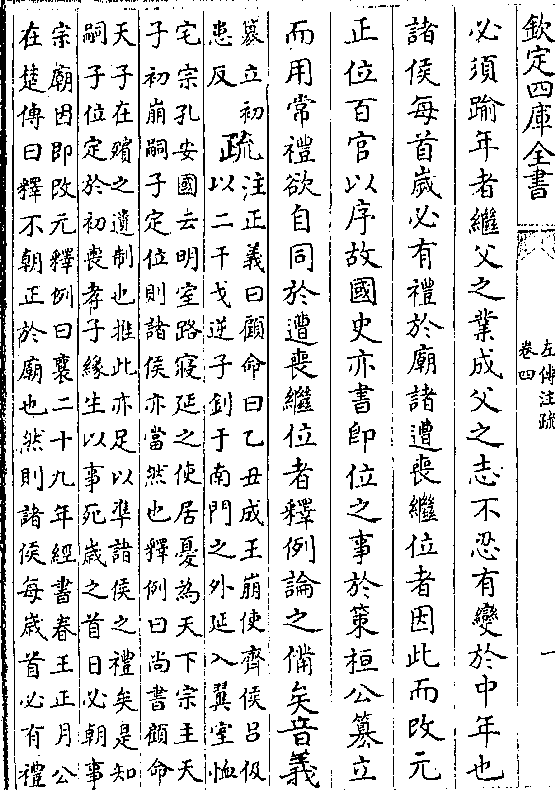 欽定四庫全書
左傳注疏
卷四
一
必須踰年者繼父之業成父之志不忍有變於中年也
諸侯每首歲必有禮於廟諸遭喪繼位者因此而改元
正位百官以序故國史亦書即位之事於策桓公簒立
而用常禮欲自同於遭喪繼位者釋例論之備矣音義
簒立初
患反
疏
注正義曰顧命曰乙丑成王崩使齊侯吕伋
以二干戈逆子釗于南門之外延入翼室恤
宅宗孔安國云明室路寢延之使居憂為天下宗主天
子初崩嗣子定位則諸侯亦當然也釋例曰尚書顧命
天子在殯之遺制也推此亦足以準諸侯之禮矣是知
嗣子位定於初喪孝子緣生以事死歲之首日必朝事
宗廟因即改元釋例曰襄二十九年經書春王正月公
在楚傳曰釋不朝正於廟也然則諸侯每歲首必有禮